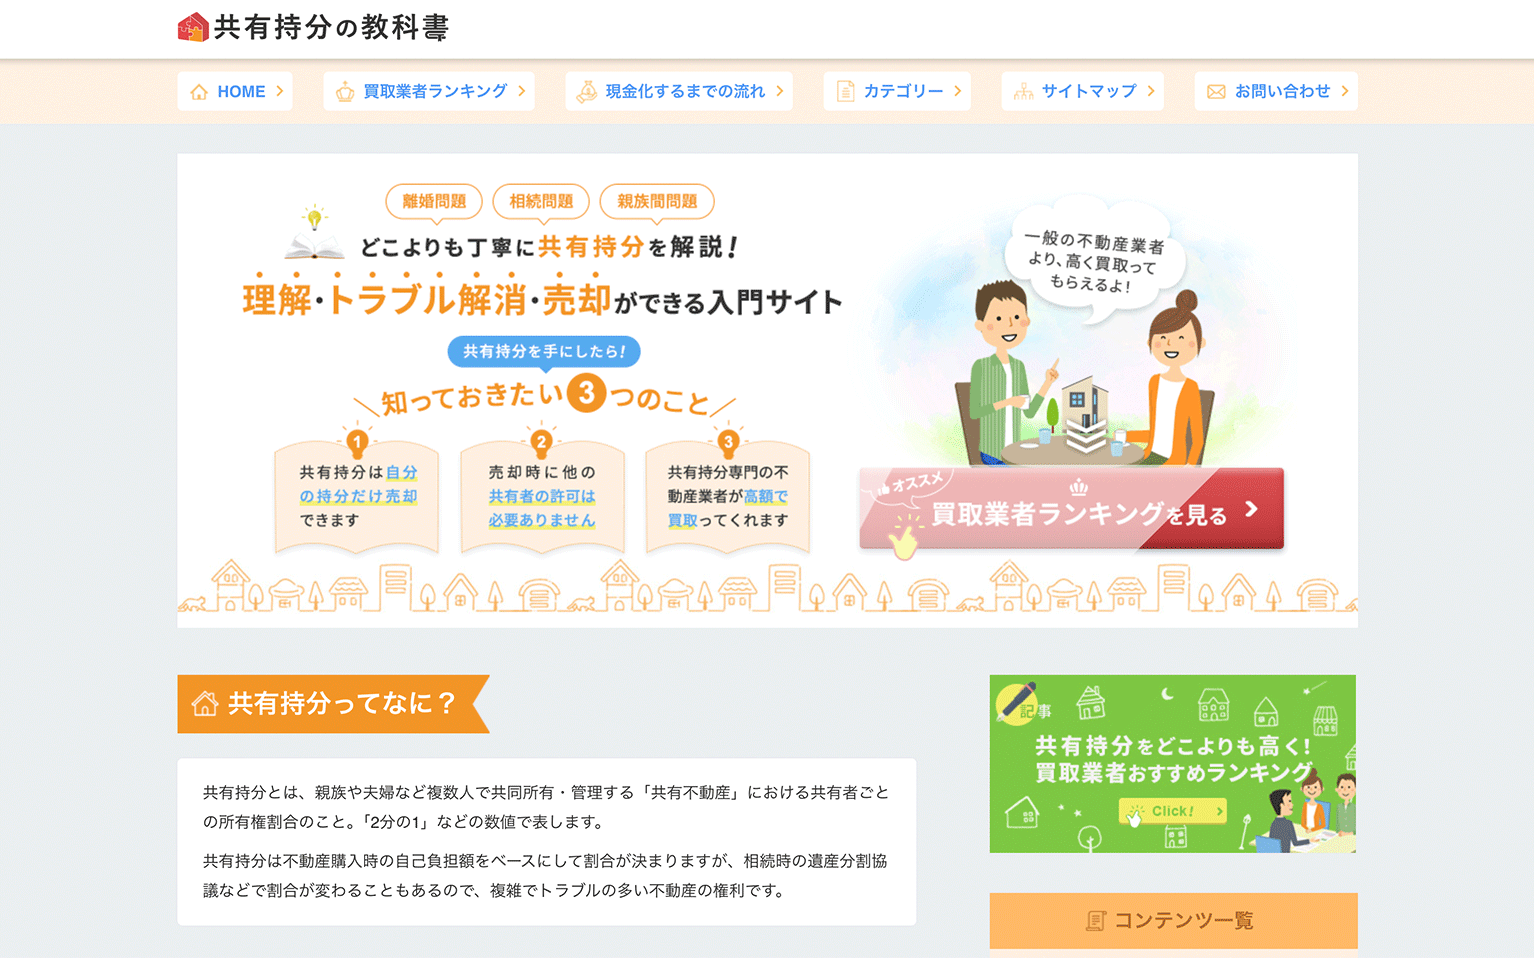 共有持分の教科書
HOME
買取業者ランキング
現金化するまでの流れ
カテゴリー
サイトマップ
お問い合わせ
離婚問題
相続問題
親族間問題
どこよりも丁寧に共有持分を解説!
理解・トラブル解消・売却ができる入門サイト
共有持分を手にしたら!
知っておきたい3つのこと
1
共有持分は自分
の持分だけ売却
できます
2
売却時に他の
共有者の許可は
必要ありません
3
共有持分専門の不
動産業者が高額で
買取ってくれます
一般の不動産業者
より、高く買取って
もらえるよ!
オススメ
買取業者ランキングを見る
共有持分ってなに？
共有持分とは、親族や夫婦など複数人で共同所有・管理する「共有不動産」における共有者ごと
の所有権割合のこと。「2分の1」などの数値で表します。
共有持分は不動産購入時の自己負担額をベースにして割合が決まりますが、相続時の遺産分割協
議などで割合が変わることもあるので、複雑でトラブルの多い不動産の権利です。
記事
共有持分をどこよりも高く!
買取業者おすすめランキング
Click!
コンテンツ一覧